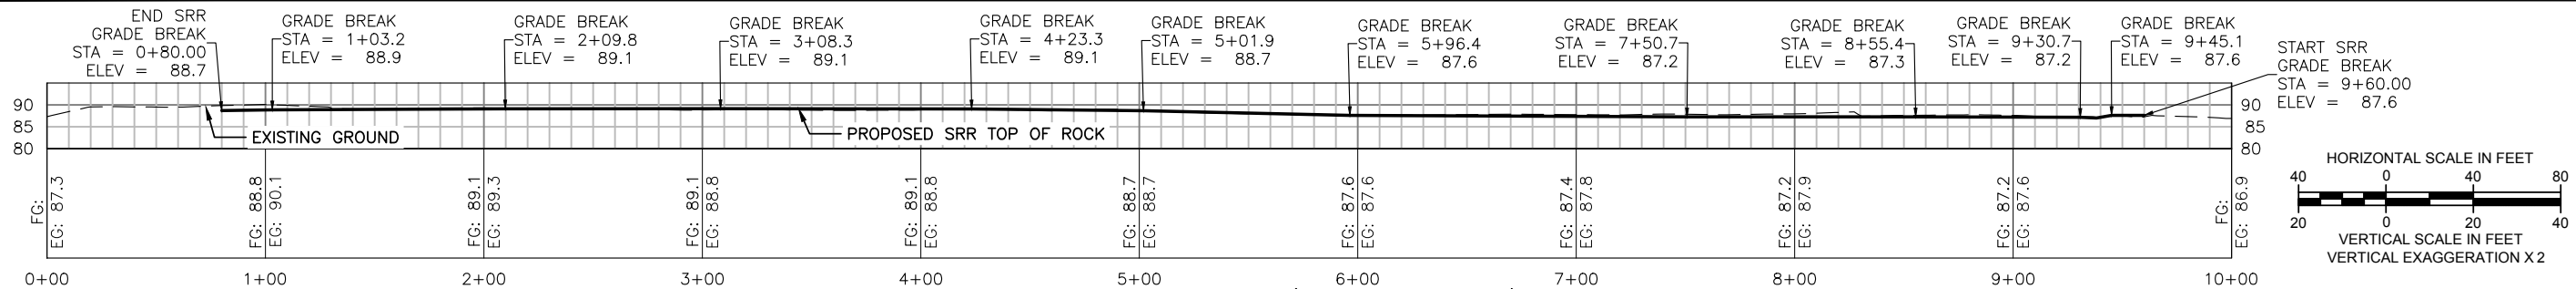 END SRR
GRADE BREAK
STA = 0+80.00
ELEV = 88.7
GRADE BREAK
STA = 1+03.2
ELEV = 88.9
GRADE BREAK
STA = 2+09.8
ELEV = 89.1
GRADE BREAK
STA = 3+08.3
ELEV = 89.1
GRADE BREAK
STA = 4+23.3
ELEV = 89.1
GRADE BREAK
STA = 5+01.9
ELEV = 88.7
GRADE BREAK
STA = 5+96.4
ELEV = 87.6
GRADE BREAK
STA = 7+50.7
ELEV = 87.2
GRADE BREAK
STA = 8+55.4
ELEV = 87.3
GRADE BREAK
STA = 9+30.7
ELEV = 87.2
GRADE BREAK
STA = 9+45.1
ELEV = 87.6
START SRR
GRADE BREAK
STA = 9+60.00
ELEV = 87.6
90
85
80
EXISTING GROUND
PROPOSED SRR TOP OF ROCK
90
85
80
FG:
EG: 87.3
FG: 88.8
EG: 90.1
FG: 89.1
EG: 89.3
FG: 89.1
EG: 88.8
FG: 89.1
EG: 88.8
FG: 88.7
EG: 88.7
FG: 87.6
EG: 87.6
FG: 87.4
EG: 87.8
FG: 87.2
EG: 87.9
FG: 87.2
EG: 87.6
FG:
EG: 86.9
0+00 1+00 2+00 3+00 4+00 5+00 6+00 7+00 8+00 9+00 10+00
HORIZONTAL SCALE IN FEET
40 0 40 80
20 0 20 40
VERTICAL SCALE IN FEET
VERTICAL EXAGGERATION X 2